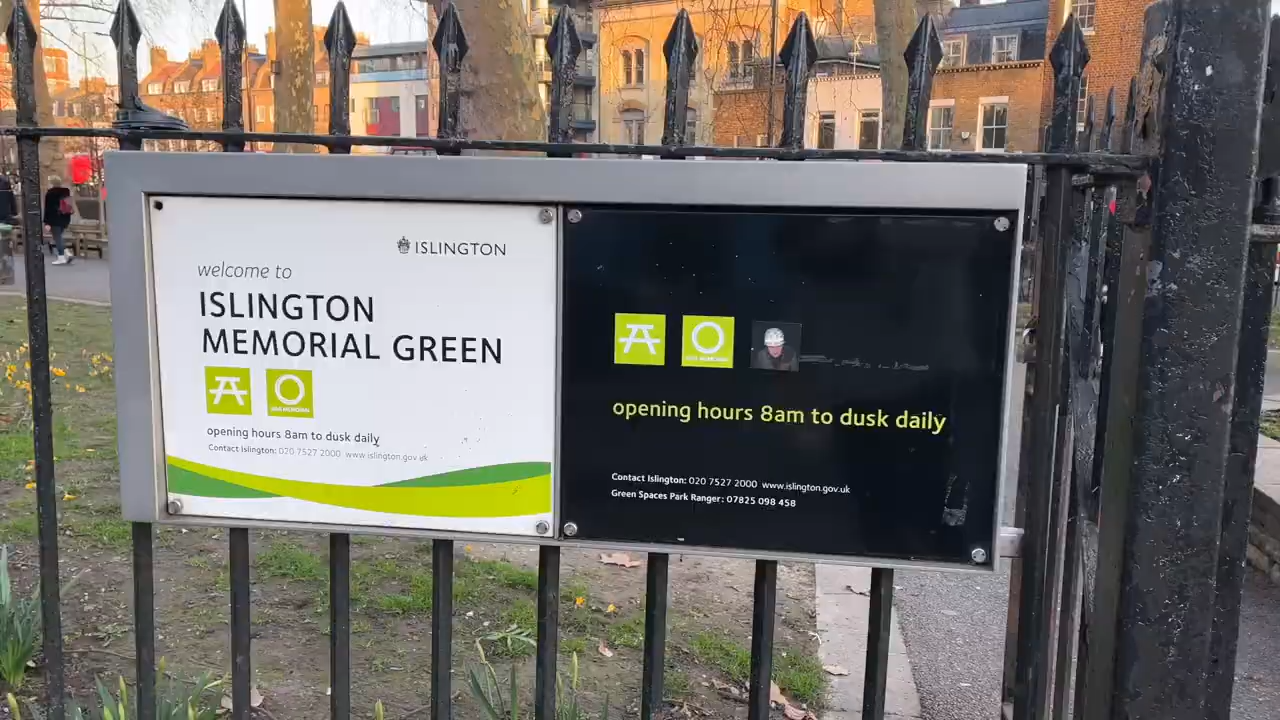 ISLINGTON
welcome to
ISLINGTON
MEMORIAL GREEN
opening hours 8am to dusk daily
Contact Islington: 020 7527 2000 www.islington.gov.uk
opening hours 8am to dusk daily
Contact Islington: 020 7527 2000 www.islington.gov.uk
Green Spaces Park Ranger: 07825 098 458